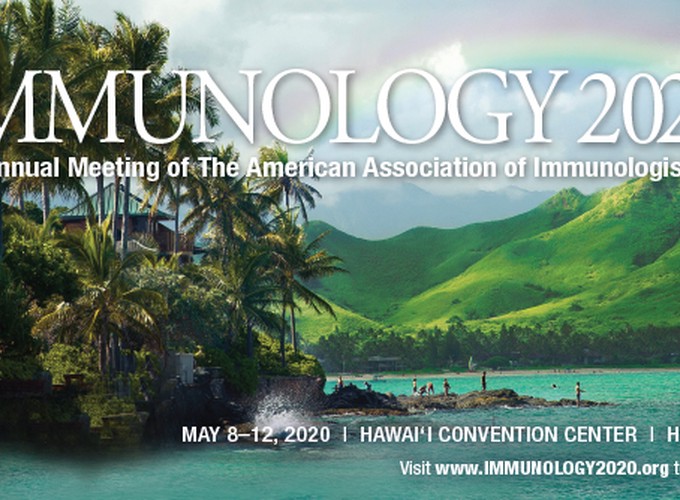 MMUNOLOGY 202
nnual Meeting of The American Association of Immunologis
MAY 8–12, 2020 | HAWAI‘I CONVENTION CENTER | H
Visit www.IMMUNOLOGY2020.org t